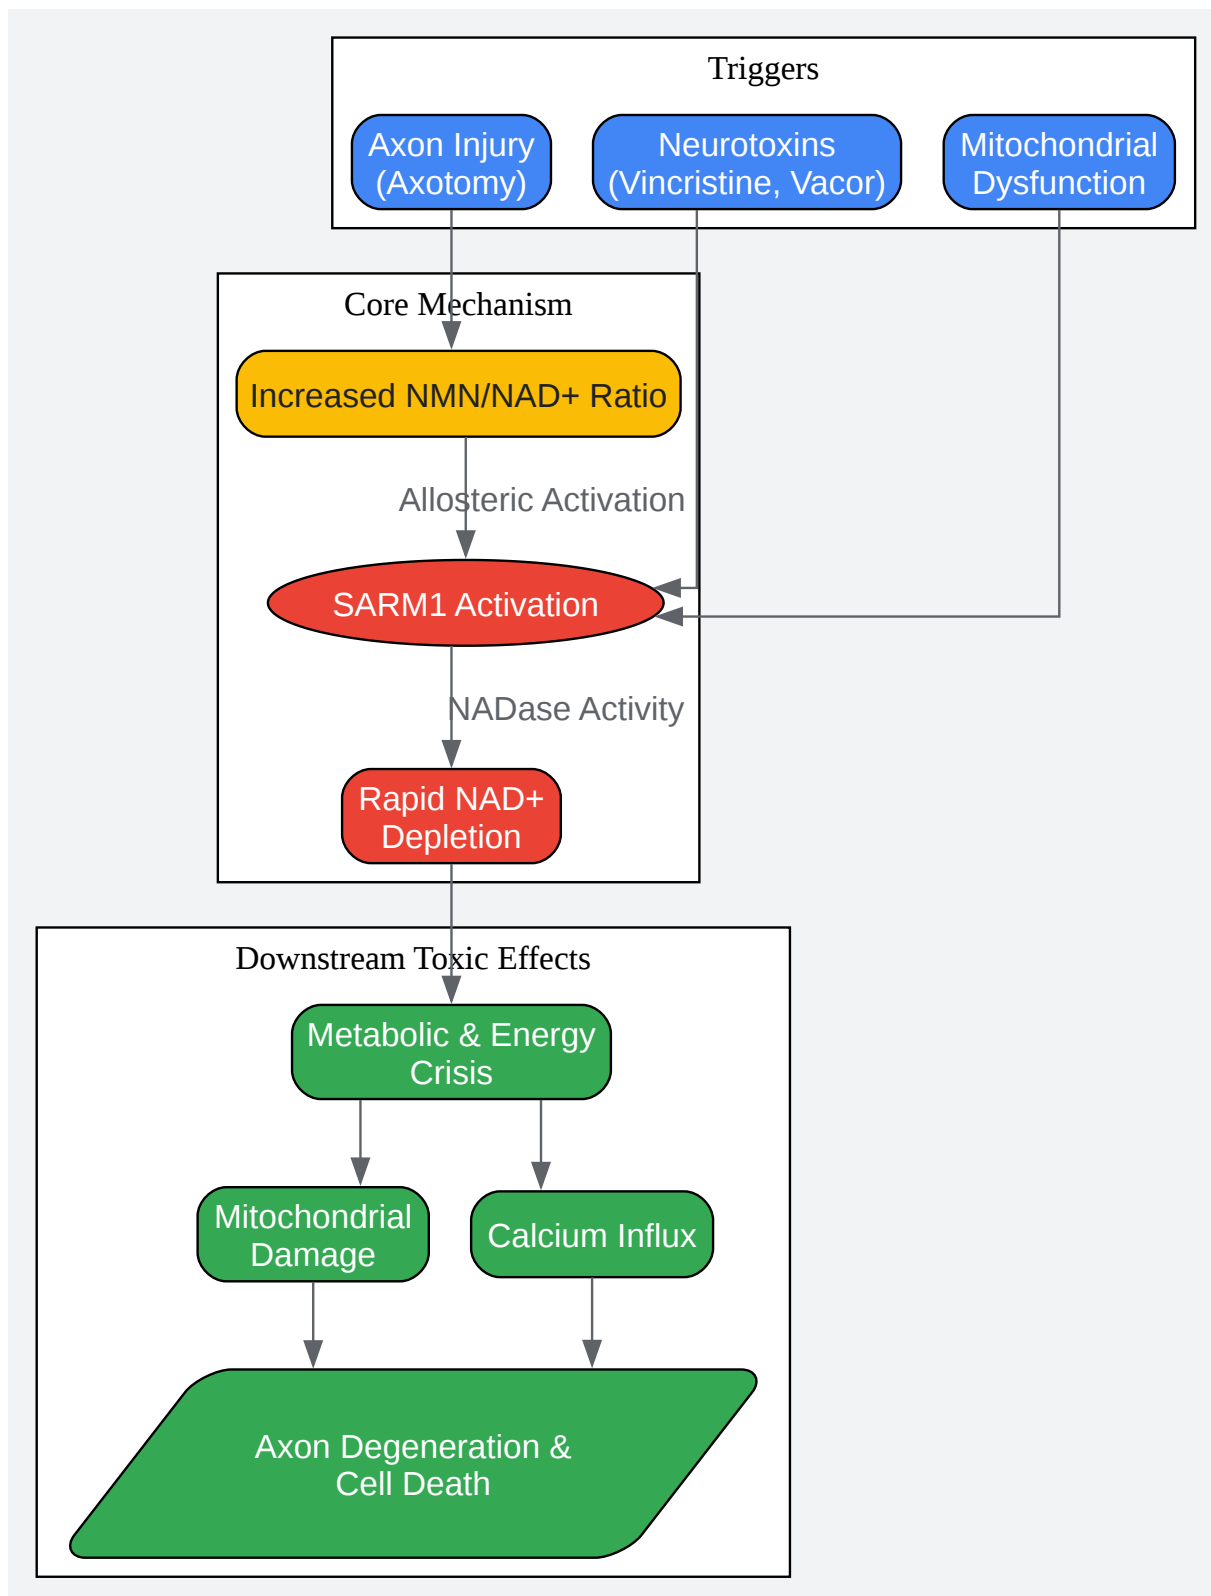 Triggers
Axon Injury
(Axotomy)
Neurotoxins
(Vincristine, Vacor)
Mitochondrial
Dysfunction
Core Mechanism
Increased NMN/NAD+ Ratio
Allosteric Activation
SARM1 Activation
NADase Activity
Rapid NAD+
Depletion
Downstream Toxic Effects
Metabolic & Energy
Crisis
Mitochondrial
Damage
Calcium Influx
Axon Degeneration &
Cell Death